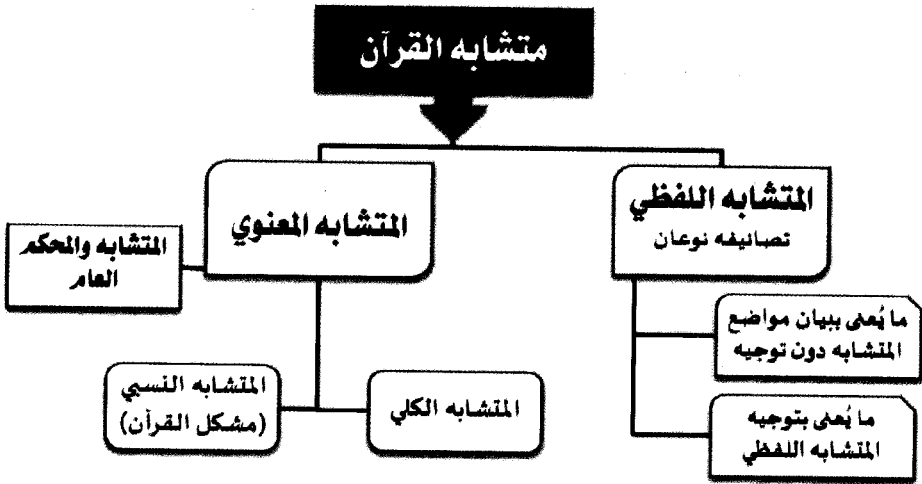 متشابه القرآن
المتشابه اللفظي
تصانيفه نوعان
ما يُعنى ببيان مواضع
المتشابه دون توجيه
ما يُعنى بتوجيه
المتشابه اللفظي
المتشابه المعنوي
المتشابه والمحكم
العام
المتشابه الكلي
المتشابه النسبي
(مشكل القرآن)